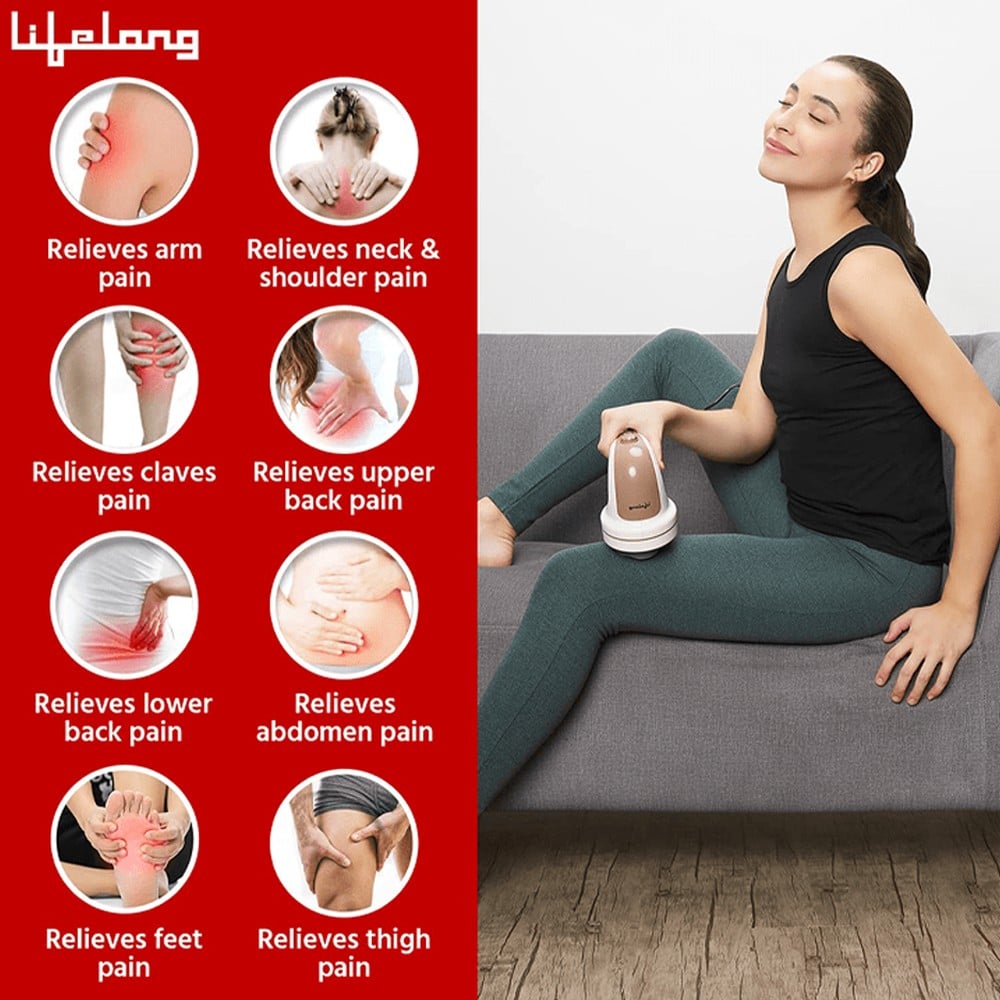 Lifelong
Relieves arm
pain
Relieves neck &
shoulder pain
Relieves claves
pain
Relieves upper
back pain
Relieves lower
back pain
Relieves
abdomen pain
Relieves feet
pain
Relieves thigh
pain